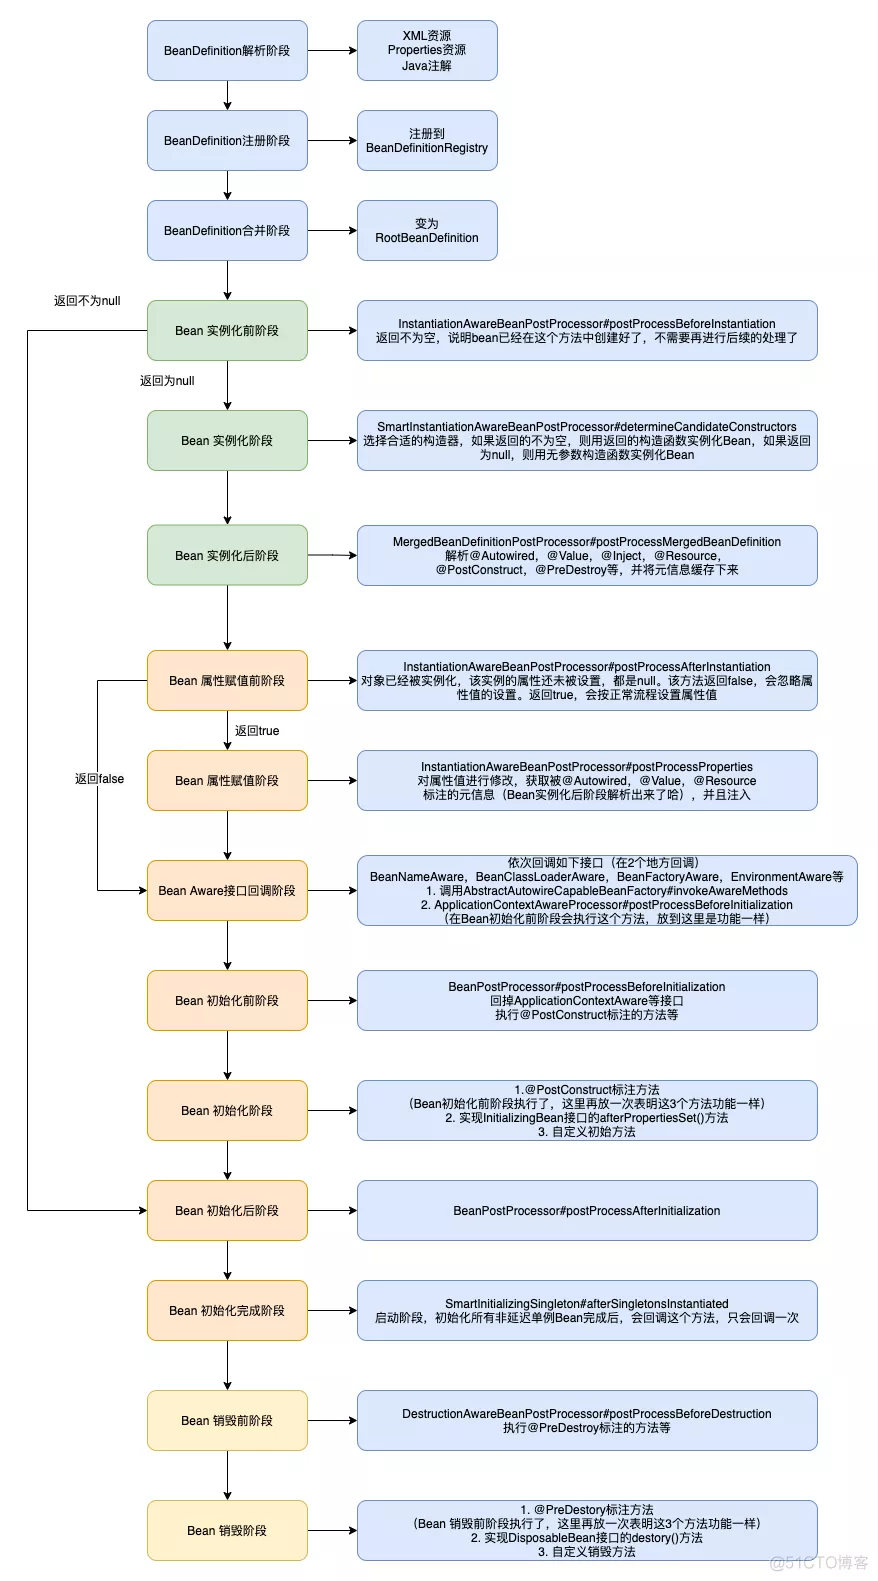 BeanDefinition解析阶段
XML资源
Properties资源
Java注解
BeanDefinition注册阶段
注册到
BeanDefinitionRegistry
BeanDefinition合并阶段
变为
RootBeanDefinition
返回不为null
Bean 实例化前阶段
InstantiationAwareBeanPostProcessor#postProcessBeforeInstantiation
返回不为空，说明bean已经在这个方法中创建好了，不需要再进行后续的处理了
返回为null
Bean 实例化阶段
SmartInstantiationAwareBeanPostProcessor#determineCandidateConstructors
选择合适的构造器，如果返回的不为空，则用返回的构造函数实例化Bean，如果返回
为null，则用无参数构造函数实例化Bean
Bean 实例化后阶段
MergedBeanDefinitionPostProcessor#postProcessMergedBeanDefinition
解析@Autowired，@Value，@Inject，@Resource，
@PostConstruct，@PreDestroy等，并将元信息缓存下来
Bean 属性赋值前阶段
InstantiationAwareBeanPostProcessor#postProcessAfterInstantiation
对象已经被实例化，该实例的属性还未被设置，都是null。该方法返回false，会忽略属
性值的设置。返回true，会按正常流程设置属性值
返回true
返回false
Bean 属性赋值阶段
InstantiationAwareBeanPostProcessor#postProcessProperties
对属性值进行修改，获取被@Autowired，@Value，@Resource
标注的元信息（Bean实例化后阶段解析出来了哈），并且注入
Bean Aware接口回调阶段
依次回调如下接口（在2个地方回调）
BeanNameAware，BeanClassLoaderAware，BeanFactoryAware，EnvironmentAware等
1. 调用AbstractAutowireCapableBeanFactory#invokeAwareMethods
2. ApplicationContextAwareProcessor#postProcessBeforeInitialization
（在Bean初始化前阶段会执行这个方法，放到这里是功能一样）
Bean 初始化前阶段
BeanPostProcessor#postProcessBeforeInitialization
回掉ApplicationContextAware等接口
执行@PostConstruct标注的方法等
Bean 初始化阶段
1.@PostConstruct标注方法
（Bean初始化前阶段执行了，这里再放一次表明这3个方法功能一样）
2. 实现InitializingBean接口的afterPropertiesSet()方法
3. 自定义初始方法
Bean 初始化后阶段
BeanPostProcessor#postProcessAfterInitialization
Bean 初始化完成阶段
SmartInitializingSingleton#afterSingletonsInstantiated
启动阶段，初始化所有非延迟单例Bean完成后，会回调这个方法，只会回调一次
Bean 销毁前阶段
DestructionAwareBeanPostProcessor#postProcessBeforeDestruction
执行@PreDestroy标注的方法等
Bean 销毁阶段
1. @PreDestory标注方法
（Bean 销毁前阶段执行了，这里再放一次表明这3个方法功能一样）
2. 实现DisposableBean接口的destory()方法
3. 自定义销毁方法
@51CTO博客